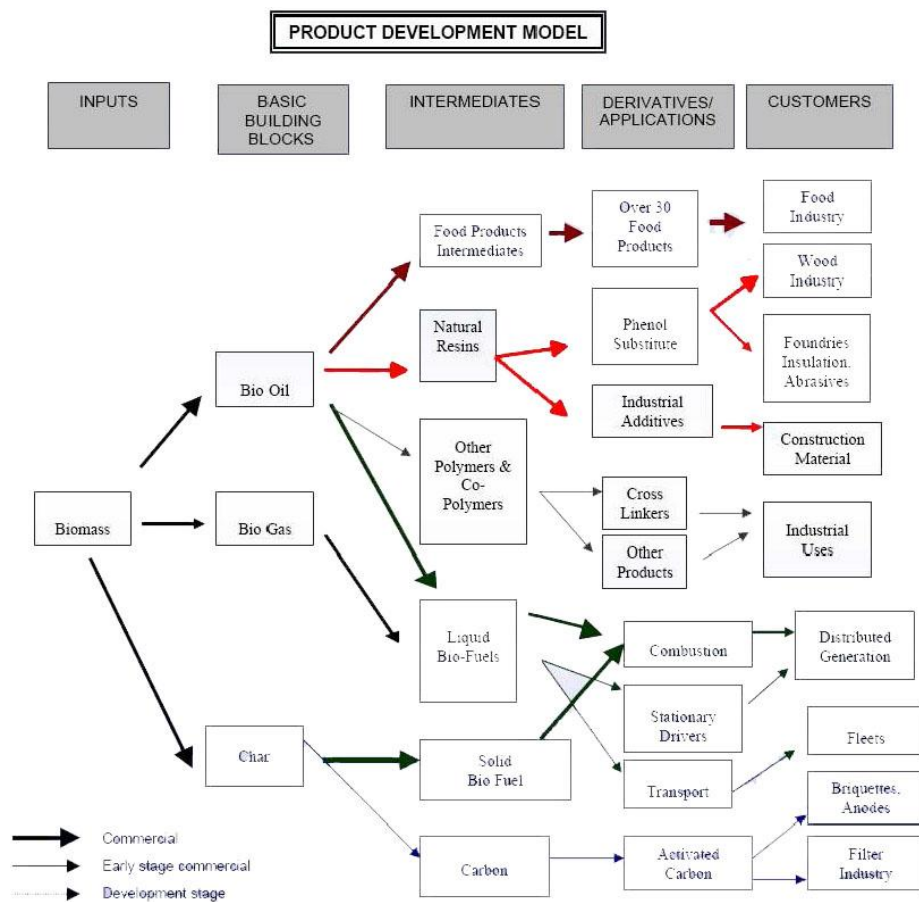 PRODUCT DEVELOPMENT MODEL
INPUTS
BASIC
BUILDING
BLOCKS
INTERMEDIATES
DERIVATIVES/
APPLICATIONS
CUSTOMERS
Food Products
Intermediates
Over 30
Food
Products
Food
Industry
Wood
Industry
Natural
Resins
Phenol
Substitute
Foundries
Insulation,
Abrasives
Bio Oil
Industrial
Additives
Construction
Material
Other
Polymers &
Co-
Polymers
Cross
Linkers
Other
Products
Industrial
Uses
Biomass
Bio Gas
Liquid
Bio-Fuels
Combustion
Distributed
Generation
Stationary
Drivers
Char
Solid
Bio Fuel
Transport
Fleets
Briquettes,
Anodes
Carbon
Activated
Carbon
Filter
Industry
Commercial
Early stage commercial
Development stage